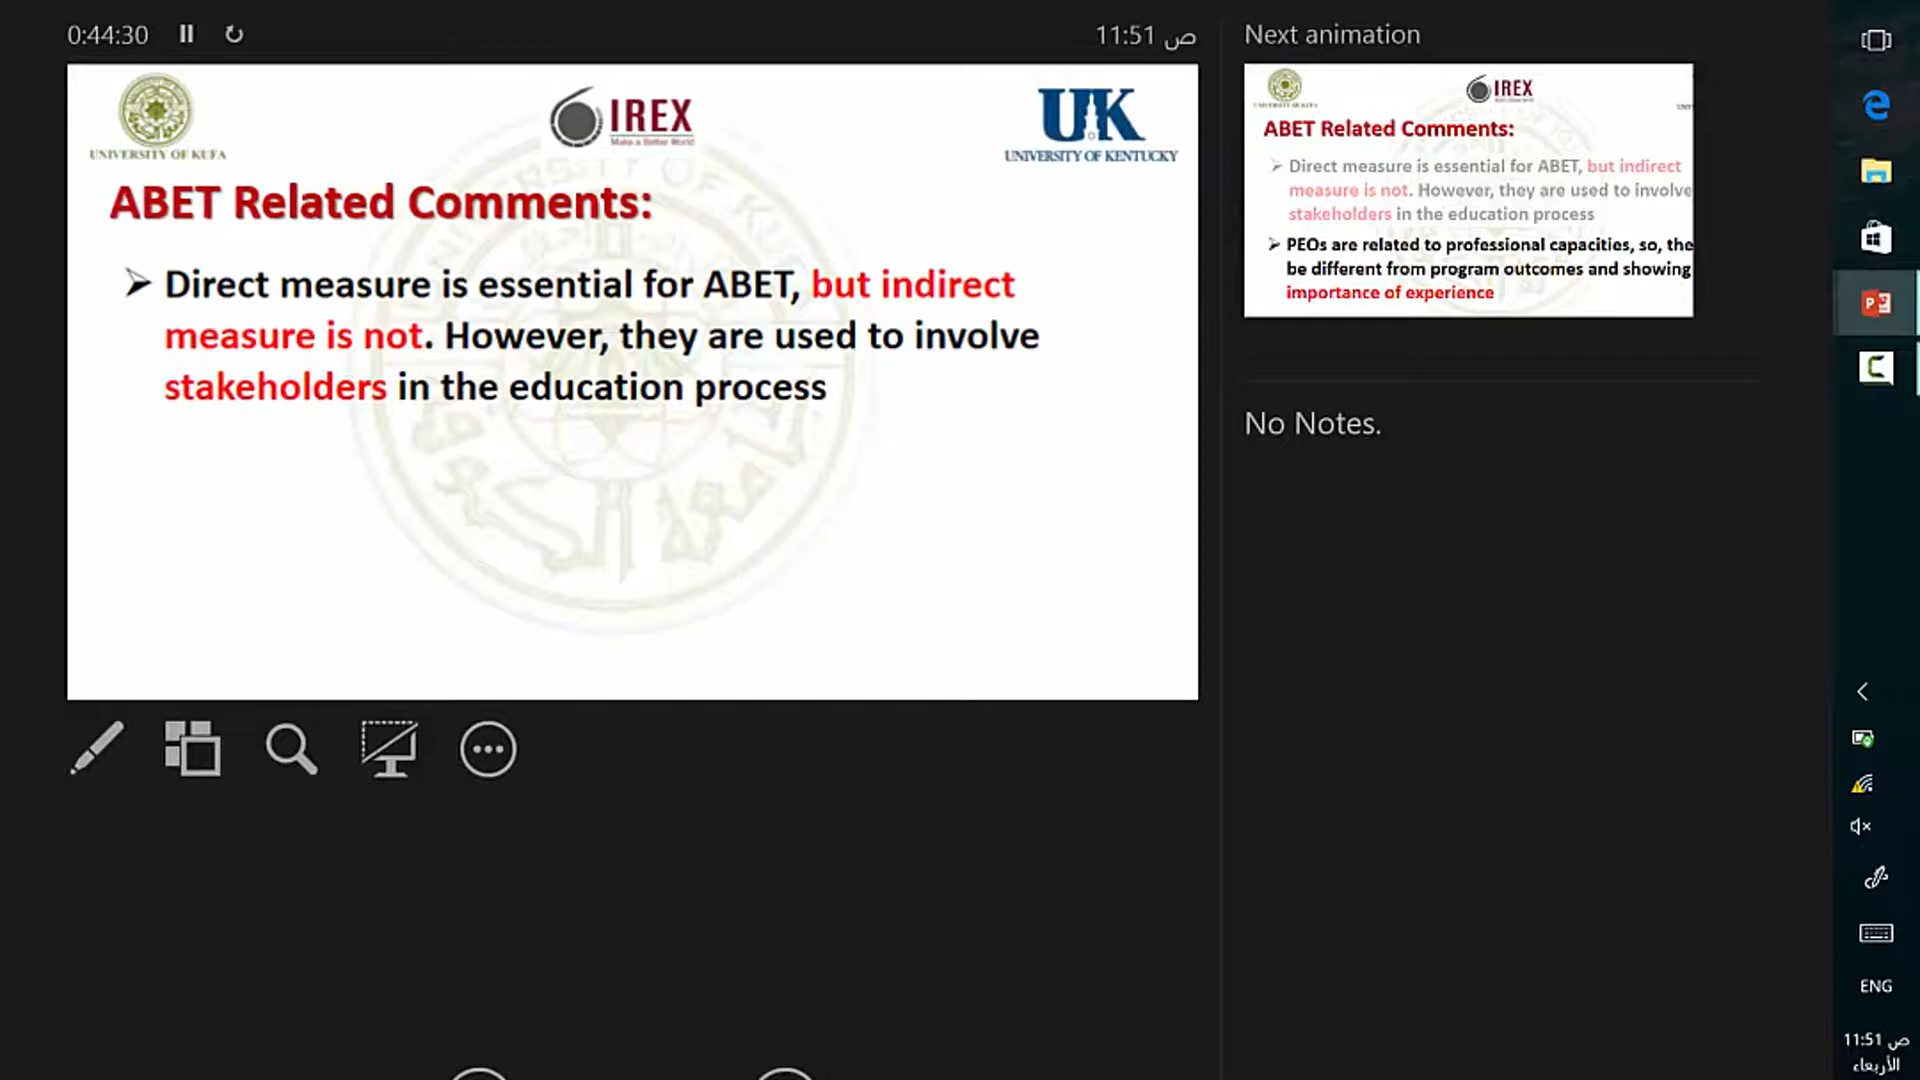 0:44:30
11:51 ص
UNIVERSITY OF KUFA
IREX
Make a Better World
UK
UNIVERSITY OF KENTUCKY
ABET Related Comments:
➢ Direct measure is essential for ABET, but indirect
measure is not. However, they are used to involve
stakeholders in the education process
Next animation
IREX
ABET Related Comments:
➢ Direct measure is essential for ABET, but indirect
measure is not. However, they are used to involve
stakeholders in the education process
➢ PEOs are related to professional capacities, so, the
be different from program outcomes and showing
importance of experience
No Notes.
ENG
11:51 ص
الأربعاء